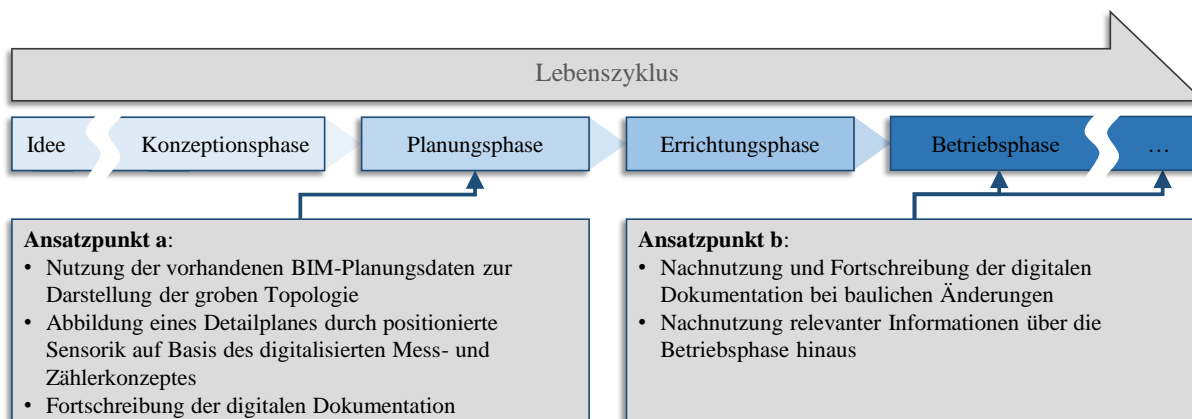 Lebenszyklus
Idee
Konzeptionsphase
Planungsphase
Errichtungsphase
Betriebsphase
…
Ansatzpunkt a:
• Nutzung der vorhandenen BIM-Planungsdaten zur
Darstellung der groben Topologie
• Abbildung eines Detailplanes durch positionierte
Sensorik auf Basis des digitalisierten Mess- und
Zählerkonzeptes
• Fortschreibung der digitalen Dokumentation
Ansatzpunkt b:
• Nachnutzung und Fortschreibung der digitalen
Dokumentation bei baulichen Änderungen
• Nachnutzung relevanter Informationen über die
Betriebsphase hinaus